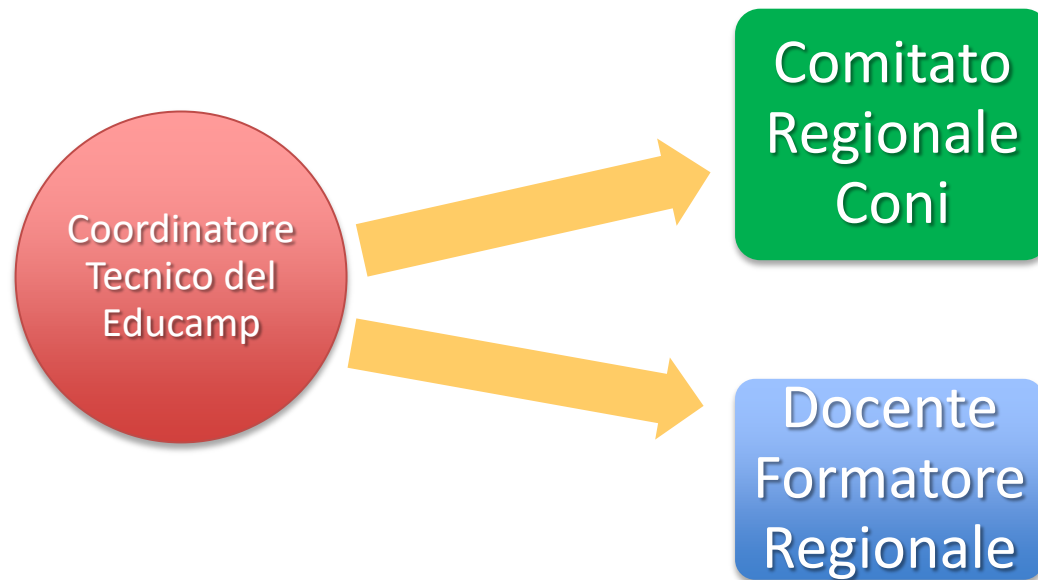 Coordinatore
Tecnico del
Educamp
Comitato
Regionale
Coni
Docente
Formatore
Regionale